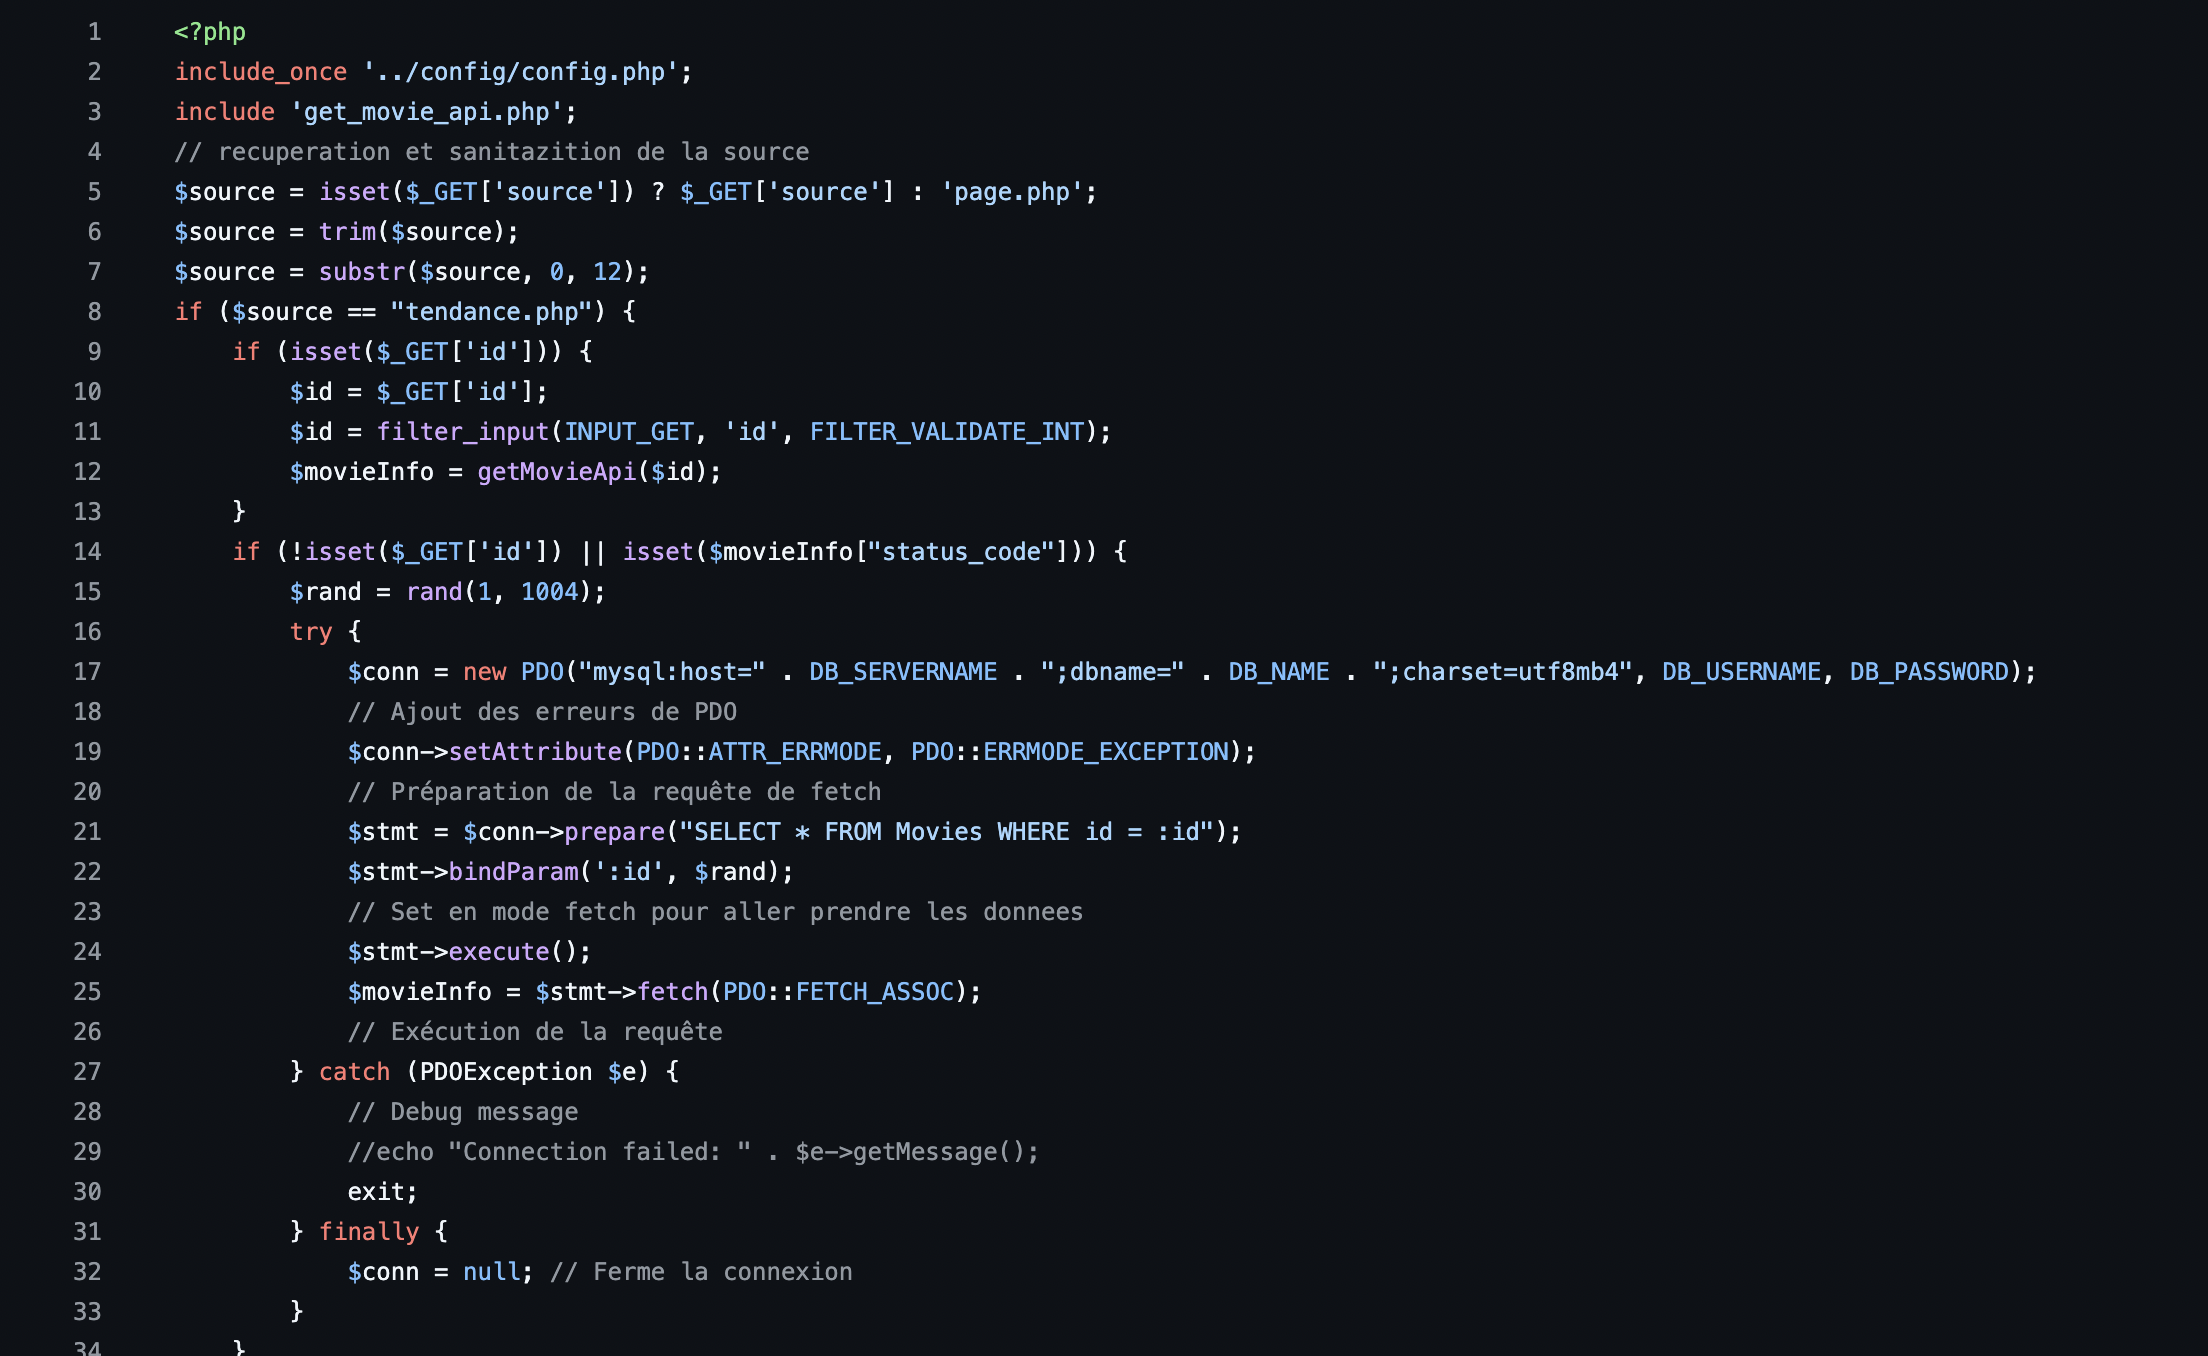 1 <?php
2 include_once '../config/config.php';
3 include 'get_movie_api.php';
4 // recuperation et sanitazition de la source
5 $source = isset($_GET['source']) ? $_GET['source'] : 'page.php';
6 $source = trim($source);
7 $source = substr($source, 0, 12);
8 if ($source == "tendance.php") {
9     if (isset($_GET['id'])) {
10         $id = $_GET['id'];
11         $id = filter_input(INPUT_GET, 'id', FILTER_VALIDATE_INT);
12         $movieInfo = getMovieApi($id);
13     }
14     if (!isset($_GET['id']) || isset($movieInfo["status_code"])) {
15         $rand = rand(1, 1004);
16         try {
17             $conn = new PDO("mysql:host=" . DB_SERVERNAME . ";dbname=" . DB_NAME . ";charset=utf8mb4", DB_USERNAME, DB_PASSWORD);
18             // Ajout des erreurs de PDO
19             $conn->setAttribute(PDO::ATTR_ERRMODE, PDO::ERRMODE_EXCEPTION);
20             // Préparation de la requête de fetch
21             $stmt = $conn->prepare("SELECT * FROM Movies WHERE id = :id");
22             $stmt->bindParam(':id', $rand);
23             // Set en mode fetch pour aller prendre les donnees
24             $stmt->execute();
25             $movieInfo = $stmt->fetch(PDO::FETCH_ASSOC);
26             // Exécution de la requête
27         } catch (PDOException $e) {
28             // Debug message
29             //echo "Connection failed: " . $e->getMessage();
30             exit;
31         } finally {
32             $conn = null; // Ferme la connexion
33         }
34     }